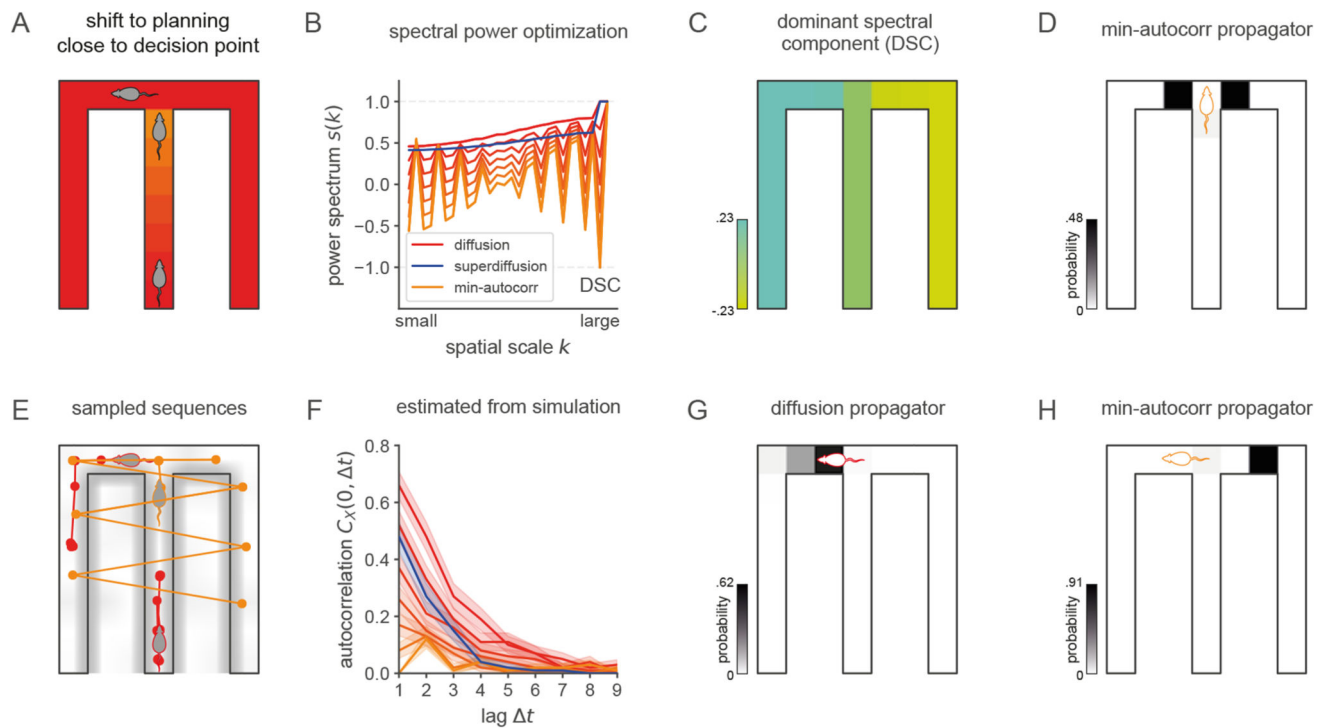 A
shift to planning
close to decision point
B
spectral power optimization
power spectrum s(k)
1.0
0.5
0.0
−0.5
−1.0
diffusion
superdiffusion
min-autocorr
DSC
small
large
spatial scale k
C
dominant spectral
component (DSC)
.23
-.23
D
min-autocorr propagator
.48
probability
0
E
sampled sequences
F
estimated from simulation
autocorrelation C_X(0, Δt)
0.8
0.6
0.4
0.2
0.0
1 2 3 4 5 6 7 8 9
lag Δt
G
diffusion propagator
.62
probability
0
H
min-autocorr propagator
.91
probability
0